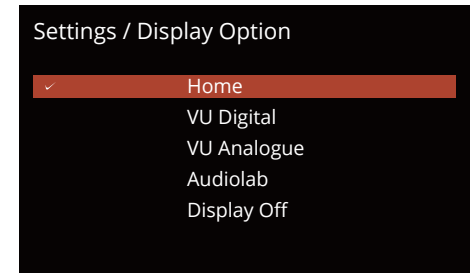 Settings / Display Option
✓ Home
VU Digital
VU Analogue
Audiolab
Display Off